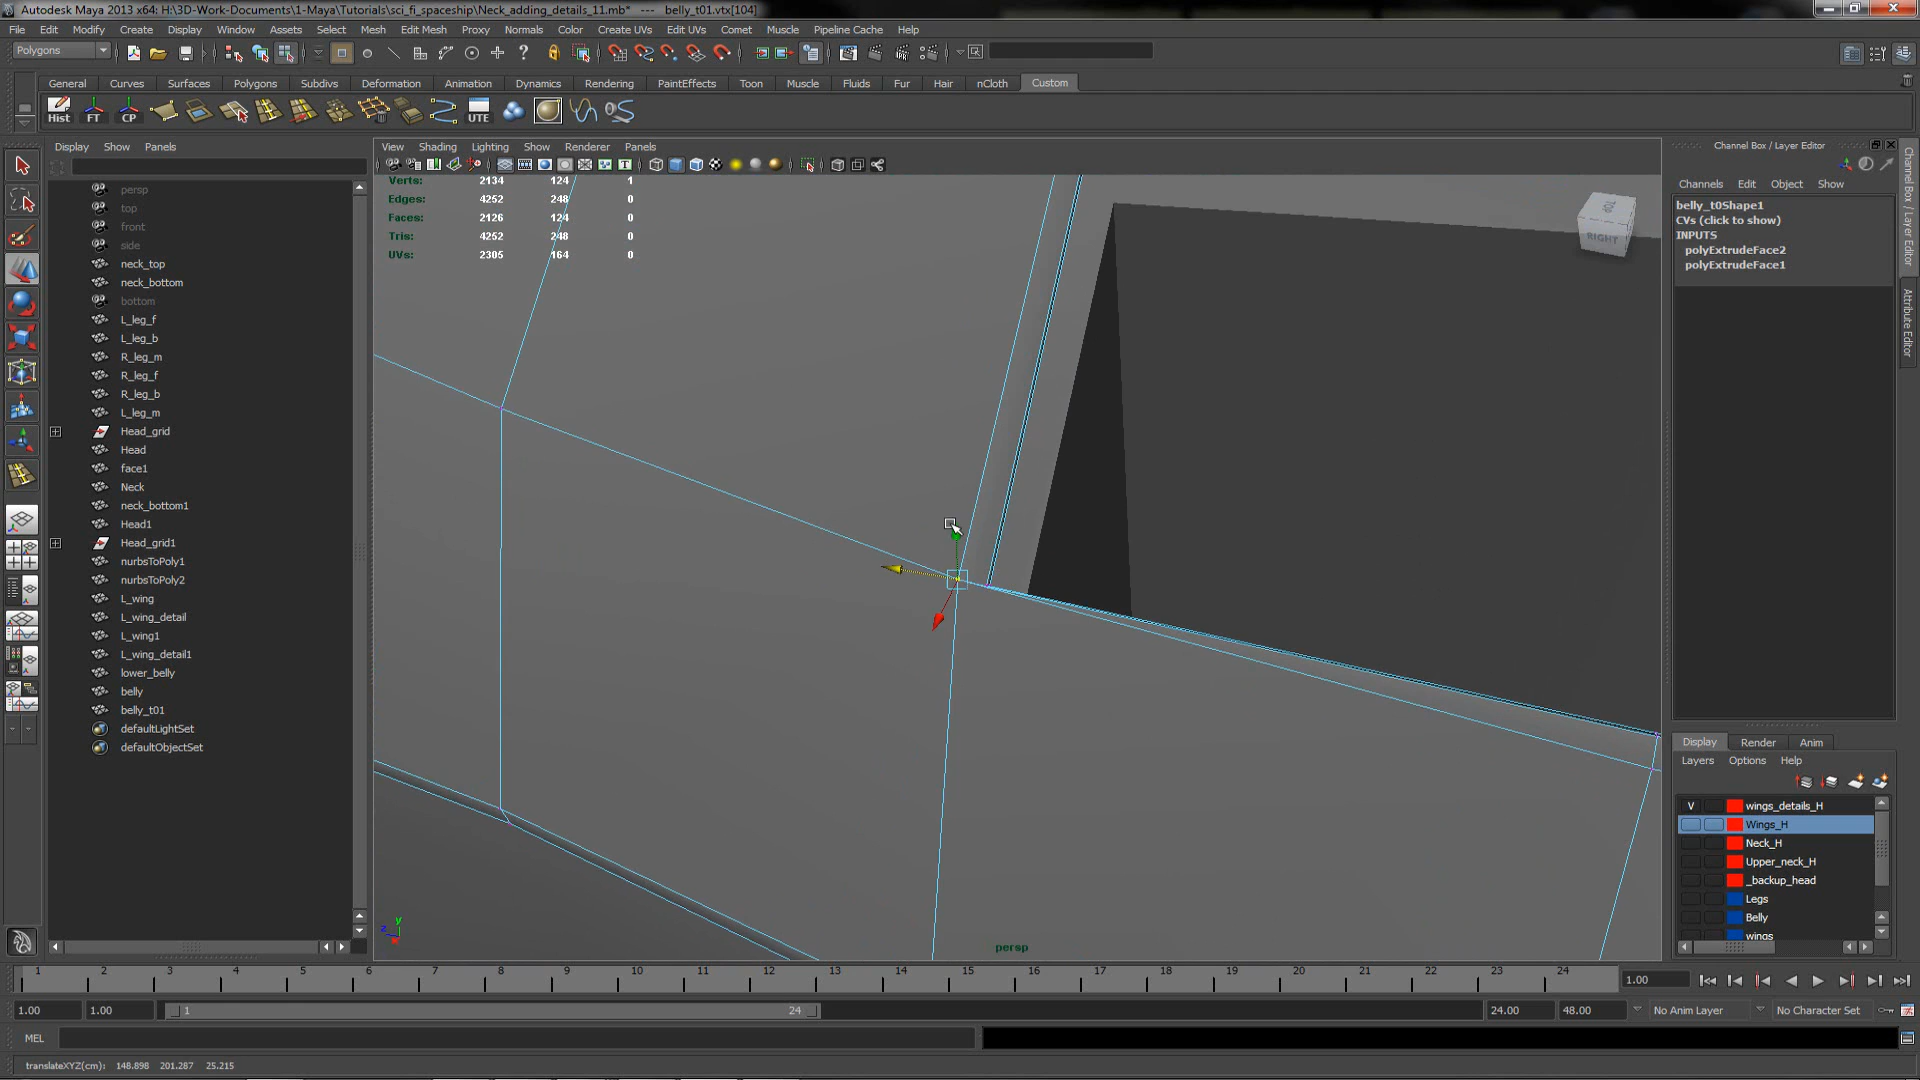 Autodesk Maya 2013 x64: H:\3D-Work-Documents\1-Maya\Tutorials\sci_fi_spaceship\Neck_adding_details_11.mb* --- belly_t01.vtx[104]
File Edit Modify Create Display Window Assets Select Mesh Edit Mesh Proxy Normals Color Create UVs Edit UVs Comet Muscle Pipeline Cache Help
Polygons
General Curves Surfaces Polygons Subdivs Deformation Animation Dynamics Rendering PaintEffects Toon Muscle Fluids Fur Hair nCloth Custom
Hist FT CP UTE
Display Show Panels
View Shading Lighting Show Renderer Panels
Channel Box / Layer Editor
Channels Edit Object Show
persp
top
front
side
neck_top
neck_bottom
bottom
L_leg_f
L_leg_b
R_leg_m
R_leg_f
R_leg_b
L_leg_m
Head_grid
Head
face1
Neck
neck_bottom1
Head1
Head_grid1
nurbsToPoly1
nurbsToPoly2
L_wing
L_wing_detail
L_wing1
L_wing_detail1
lower_belly
belly
belly_t01
defaultLightSet
defaultObjectSet
Verts: 2134 124 1
Edges: 4252 248 0
Faces: 2126 124 0
Tris: 4252 248 0
UVs: 2305 164 0
TOP
RIGHT
y
z
persp
belly_t0Shape1
CVs (click to show)
INPUTS
polyExtrudeFace2
polyExtrudeFace1
Channel Box / Layer Editor
Attribute Editor
Display Render Anim
Layers Options Help
V wings_details_H
Wings_H
Neck_H
Upper_neck_H
_backup_head
Legs
Belly
wings
1 2 3 4 5 6 7 8 9 10 11 12 13 14 15 16 17 18 19 20 21 22 23 24 1.00
1.00 1.00 1 24 24.00 48.00 No Anim Layer No Character Set
MEL
translateXYZ(cm): 148.898 201.287 25.215